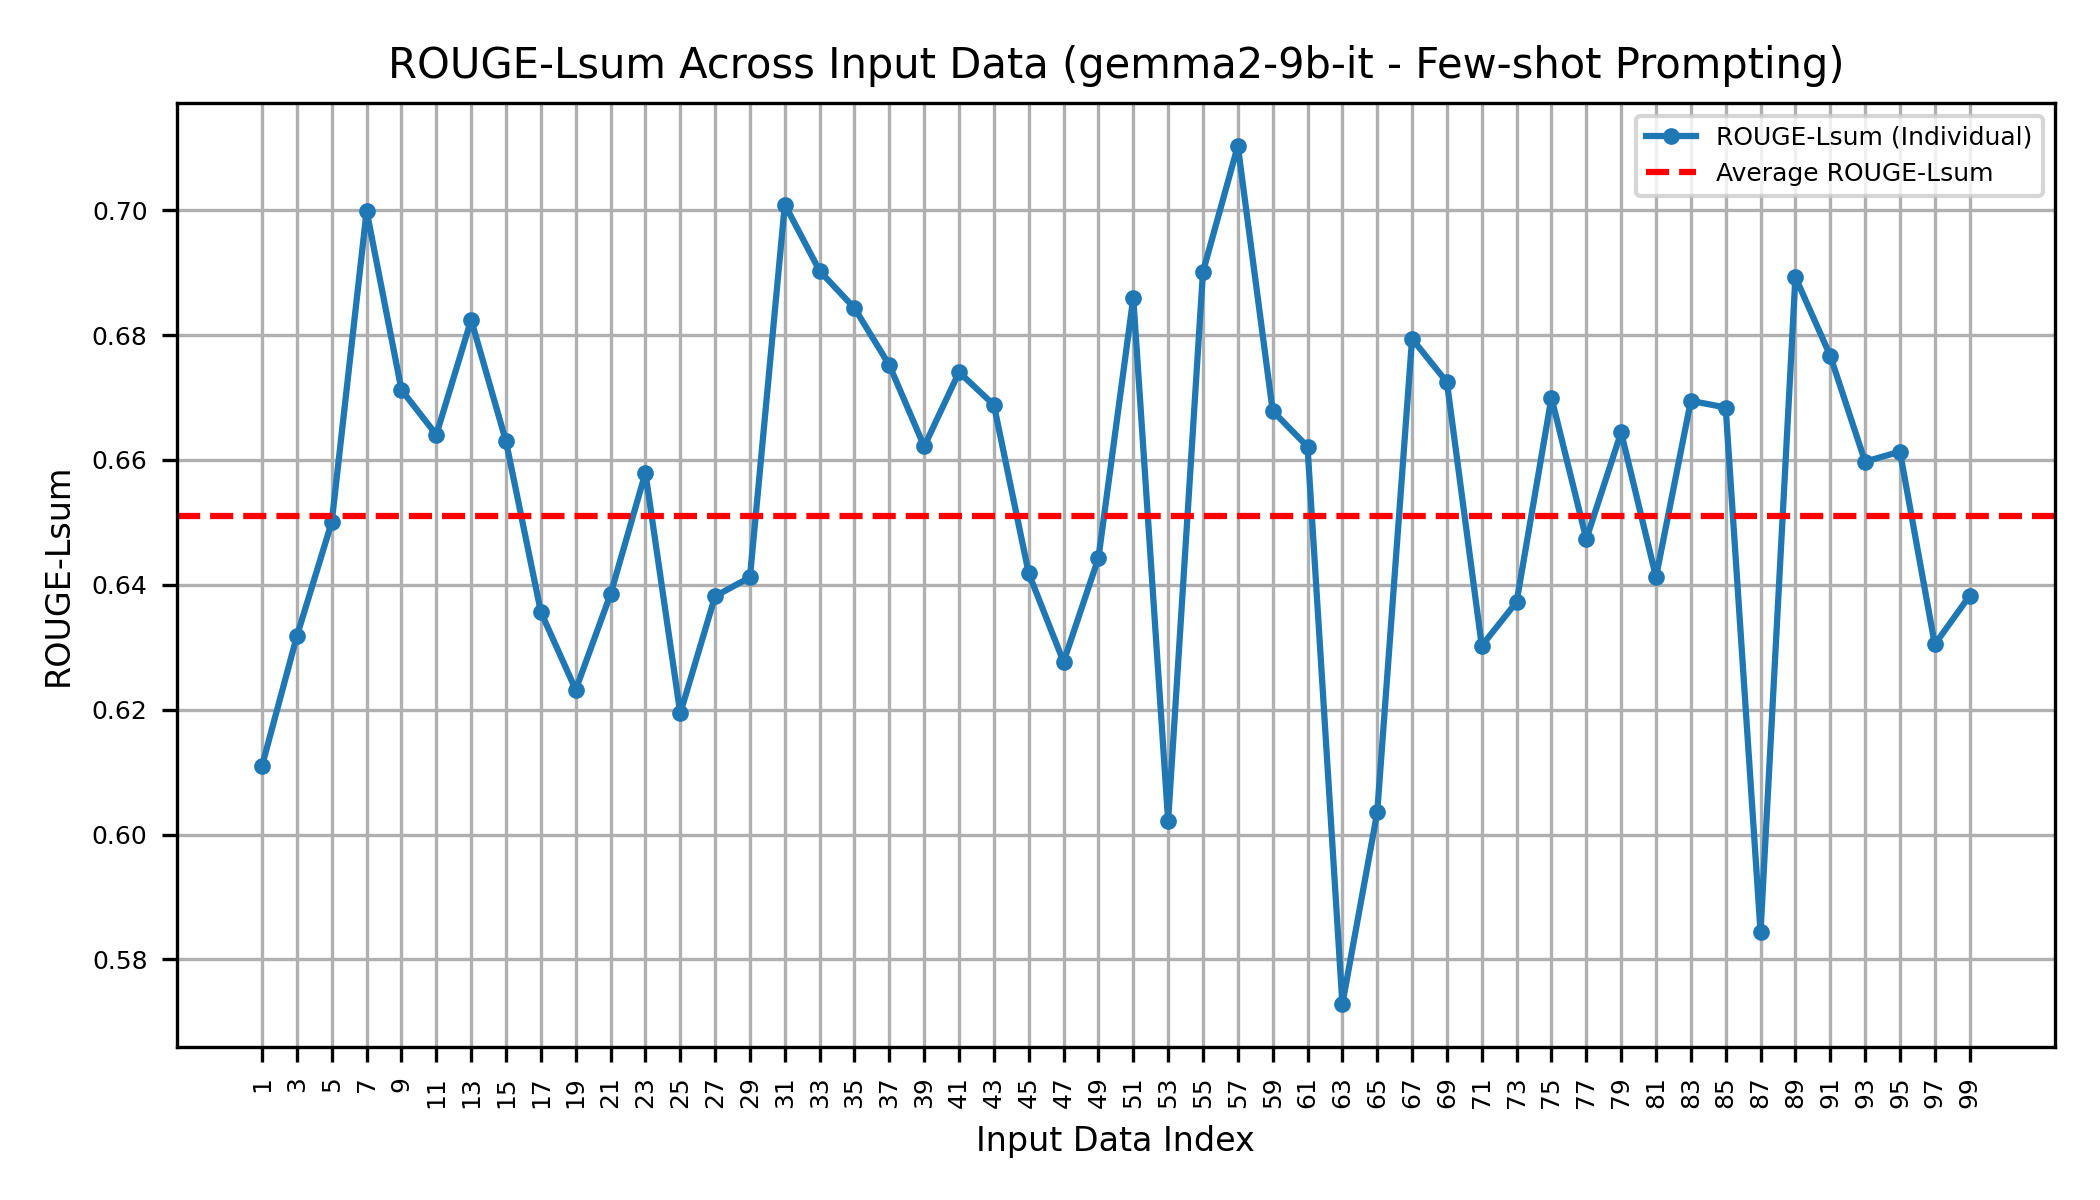 ROUGE-Lsum Across Input Data (gemma2-9b-it - Few-shot Prompting)
ROUGE-Lsum (Individual)
Average ROUGE-Lsum
ROUGE-Lsum
0.70
0.68
0.66
0.64
0.62
0.60
0.58
1 3 5 7 9 11 13 15 17 19 21 23 25 27 29 31 33 35 37 39 41 43 45 47 49 51 53 55 57 59 61 63 65 67 69 71 73 75 77 79 81 83 85 87 89 91 93 95 97 99
Input Data Index